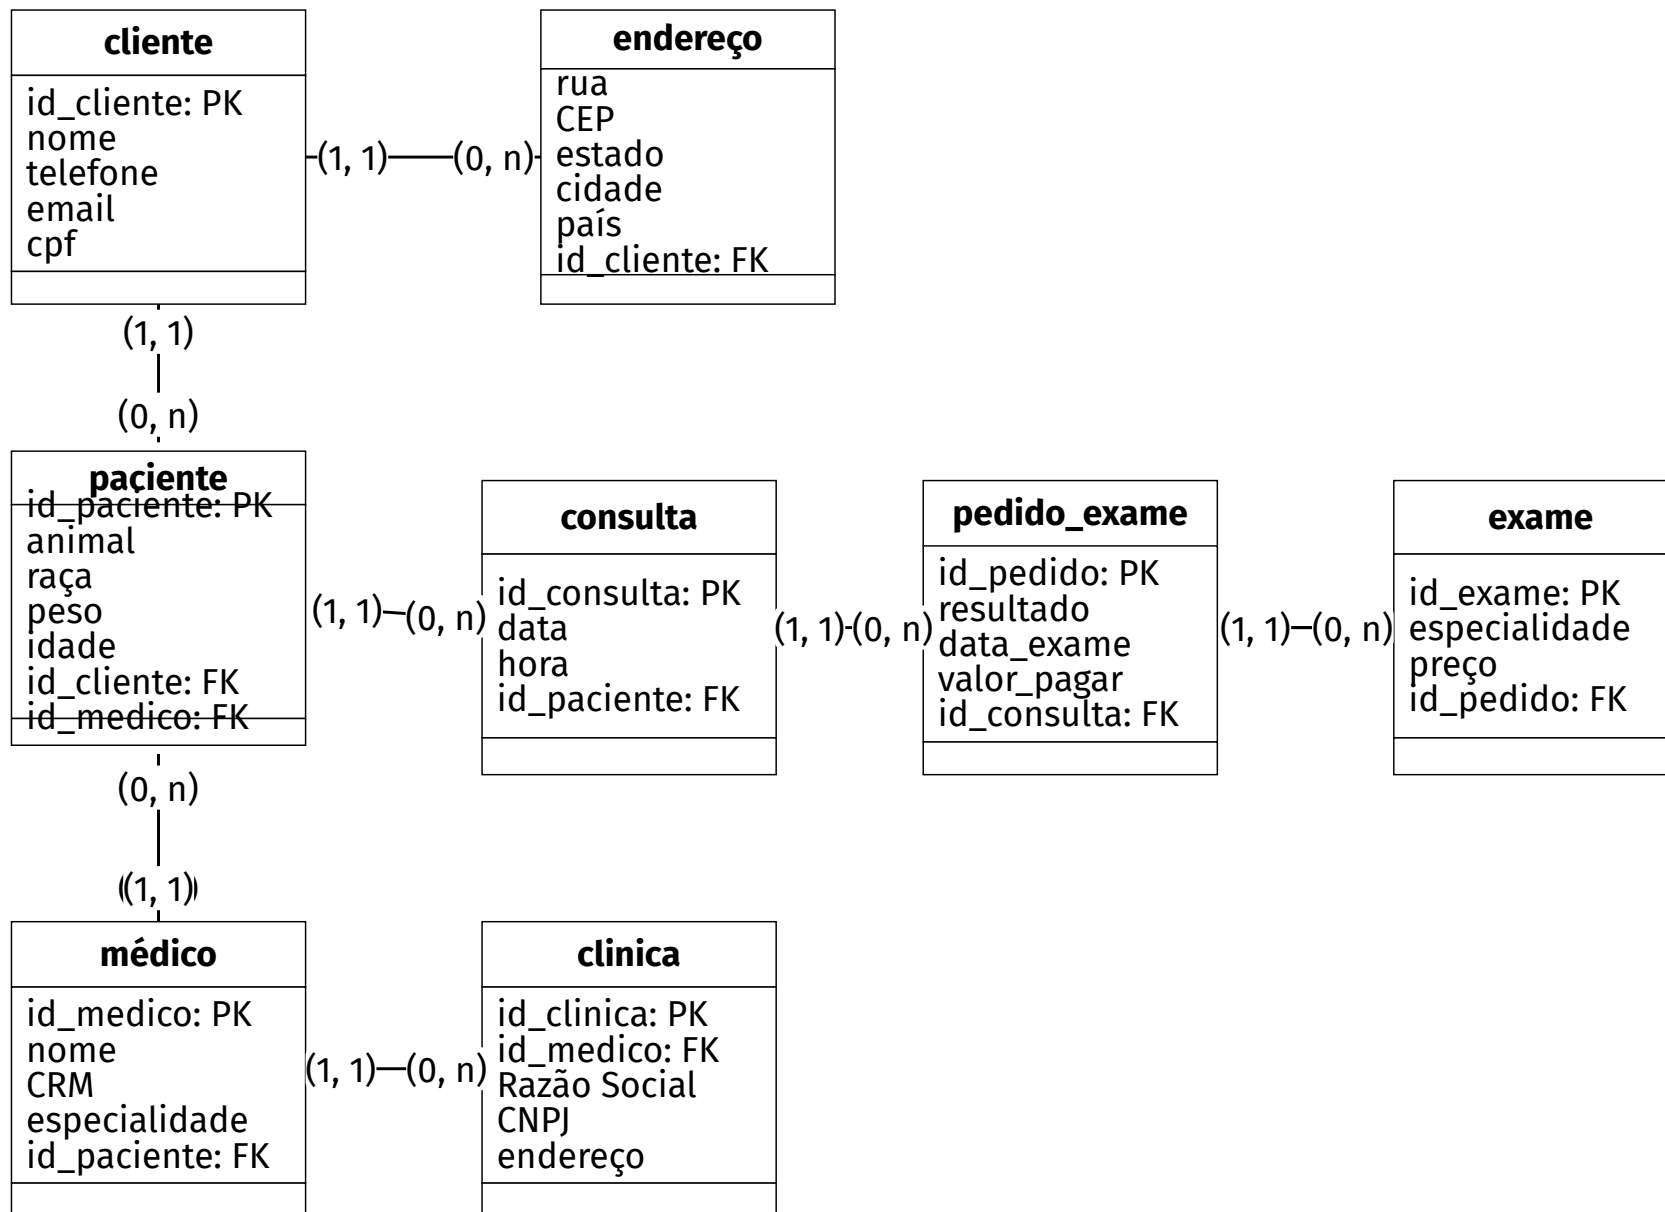 cliente
id_cliente: PK
nome
telefone
email
cpf
(1, 1)
(0, n)
endereço
rua
CEP
estado
cidade
país
id_cliente: FK
(1, 1)
(0, n)
paciente
id_paciente: PK
animal
raça
peso
idade
id_cliente: FK
id_medico: FK
(1, 1)
(0, n)
consulta
id_consulta: PK
data
hora
id_paciente: FK
(1, 1)
(0, n)
pedido_exame
id_pedido: PK
resultado
data_exame
valor_pagar
id_consulta: FK
(1, 1)
(0, n)
exame
id_exame: PK
especialidade
preço
id_pedido: FK
(0, n)
(1, 1)
médico
id_medico: PK
nome
CRM
especialidade
id_paciente: FK
(1, 1)
(0, n)
clinica
id_clinica: PK
id_medico: FK
Razão Social
CNPJ
endereço